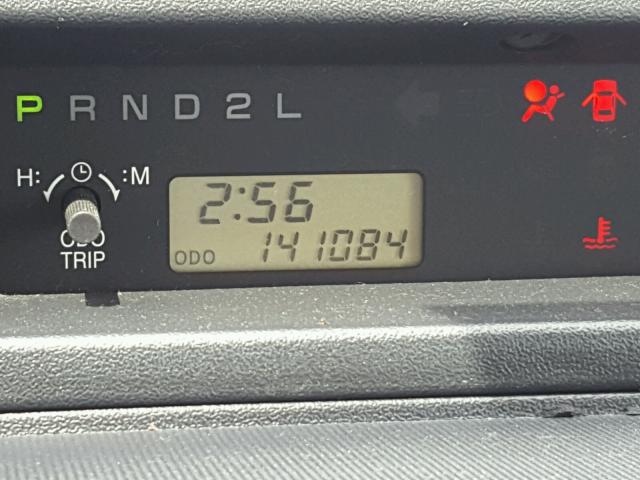 P R N D 2 L
H: :M
2:56
ODO 141084
ODO
TRIP